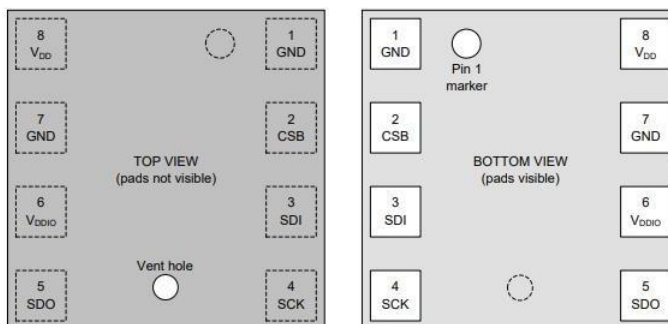 8
VDD
1
GND
7
GND
2
CSB
TOP VIEW
(pads not visible)
6
VDDIO
3
SDI
Vent hole
5
SDO
4
SCK
1
GND
Pin 1
marker
8
VDD
2
CSB
7
GND
BOTTOM VIEW
(pads visible)
3
SDI
6
VDDIO
4
SCK
5
SDO